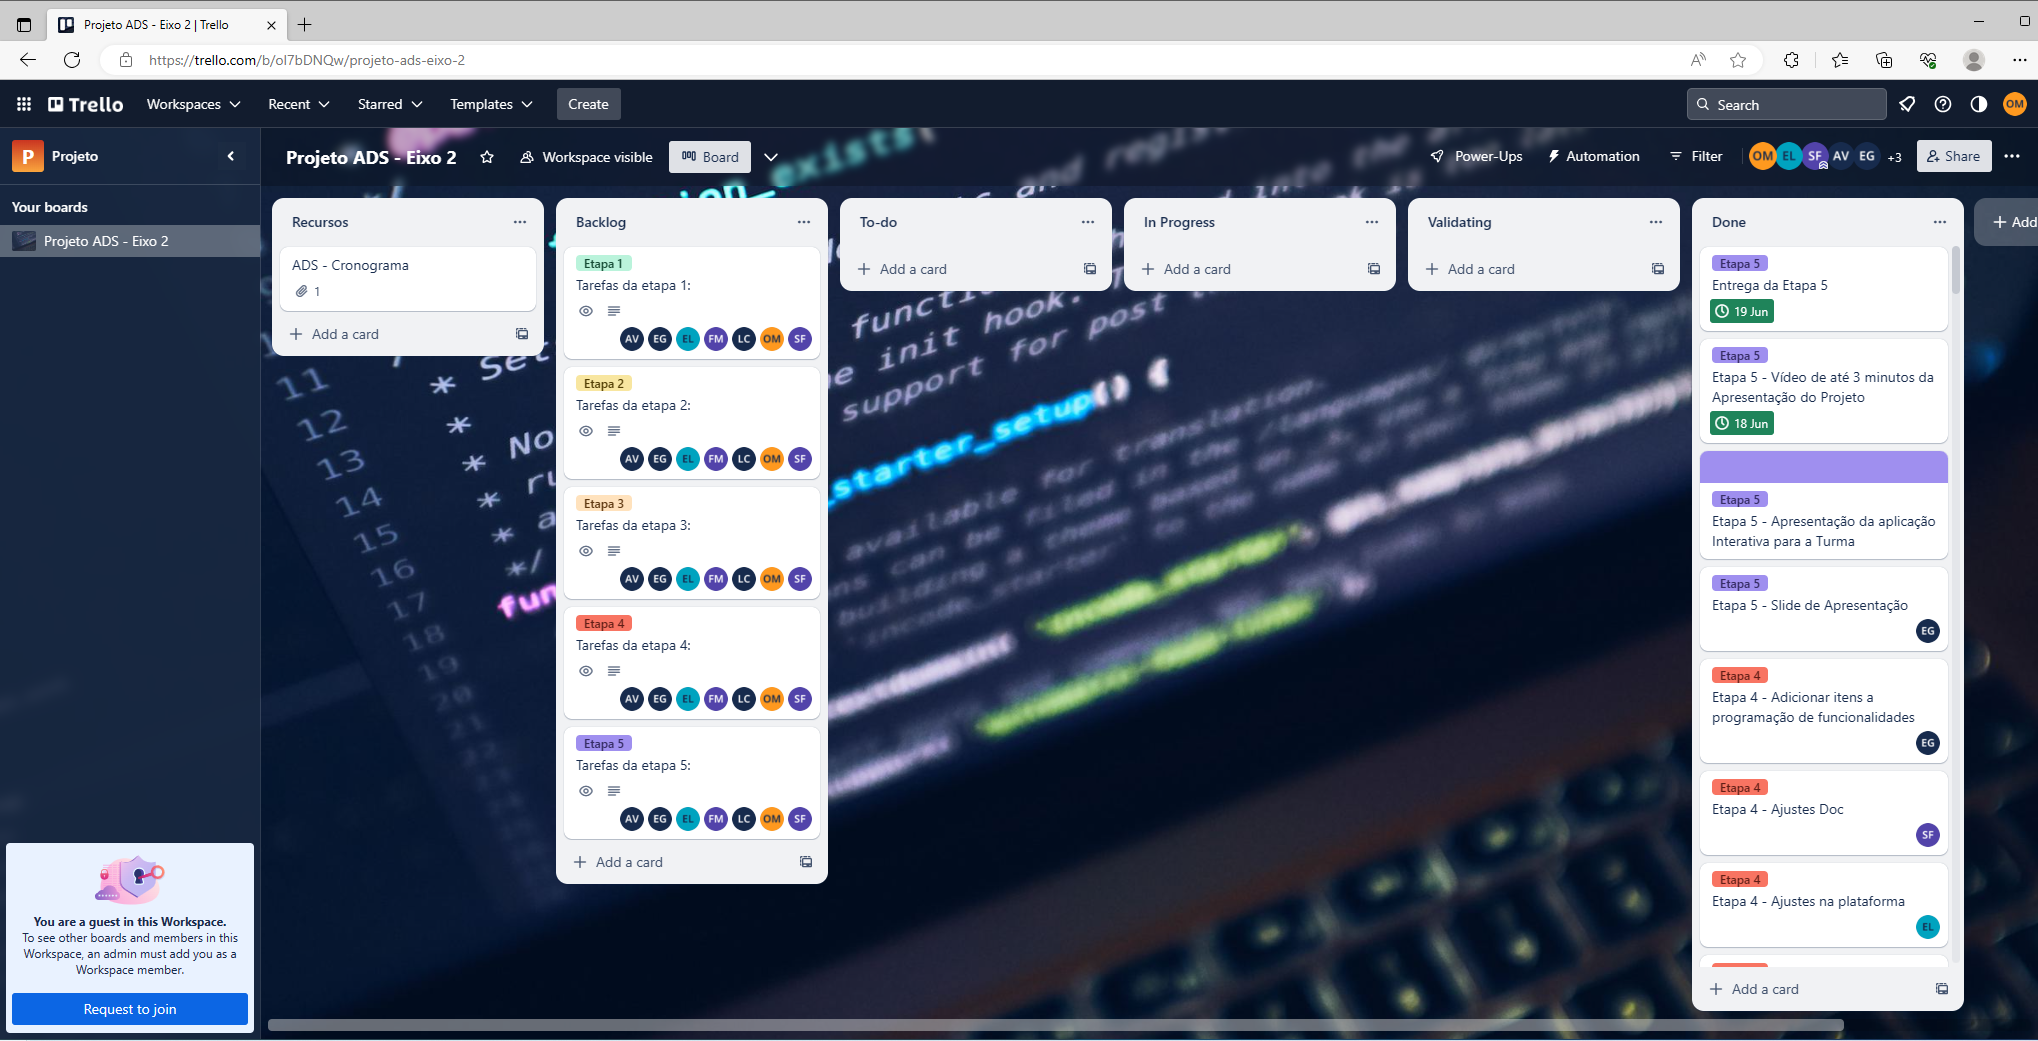 Projeto ADS - Eixo 2 | Trello
https://trello.com/b/ol7bDNQw/projeto-ads-eixo-2
Trello
Workspaces
Recent
Starred
Templates
Create
Search
OM
P
Projeto
Projeto ADS - Eixo 2
Workspace visible
Board
Power-Ups
Automation
Filter
OM
EL
SF
AV
EG
+3
Share
Your boards
Projeto ADS - Eixo 2
Recursos
ADS - Cronograma
1
Add a card
Backlog
Etapa 1
Tarefas da etapa 1:
AV EG EL FM LC OM SF
Etapa 2
Tarefas da etapa 2:
AV EG EL FM LC OM SF
Etapa 3
Tarefas da etapa 3:
AV EG EL FM LC OM SF
Etapa 4
Tarefas da etapa 4:
AV EG EL FM LC OM SF
Etapa 5
Tarefas da etapa 5:
AV EG EL FM LC OM SF
Add a card
To-do
Add a card
In Progress
Add a card
Validating
Add a card
Done
Etapa 5
Entrega da Etapa 5
19 Jun
Etapa 5
Etapa 5 - Vídeo de até 3 minutos da
Apresentação do Projeto
18 Jun
Etapa 5
Etapa 5 - Apresentação da aplicação
Interativa para a Turma
Etapa 5
Etapa 5 - Slide de Apresentação
EG
Etapa 4
Etapa 4 - Adicionar itens a
programação de funcionalidades
EG
Etapa 4
Etapa 4 - Ajustes Doc
SF
Etapa 4
Etapa 4 - Ajustes na plataforma
EL
Add a card
Add
You are a guest in this Workspace.
To see other boards and members in this
Workspace, an admin must add you as a
Workspace member.
Request to join